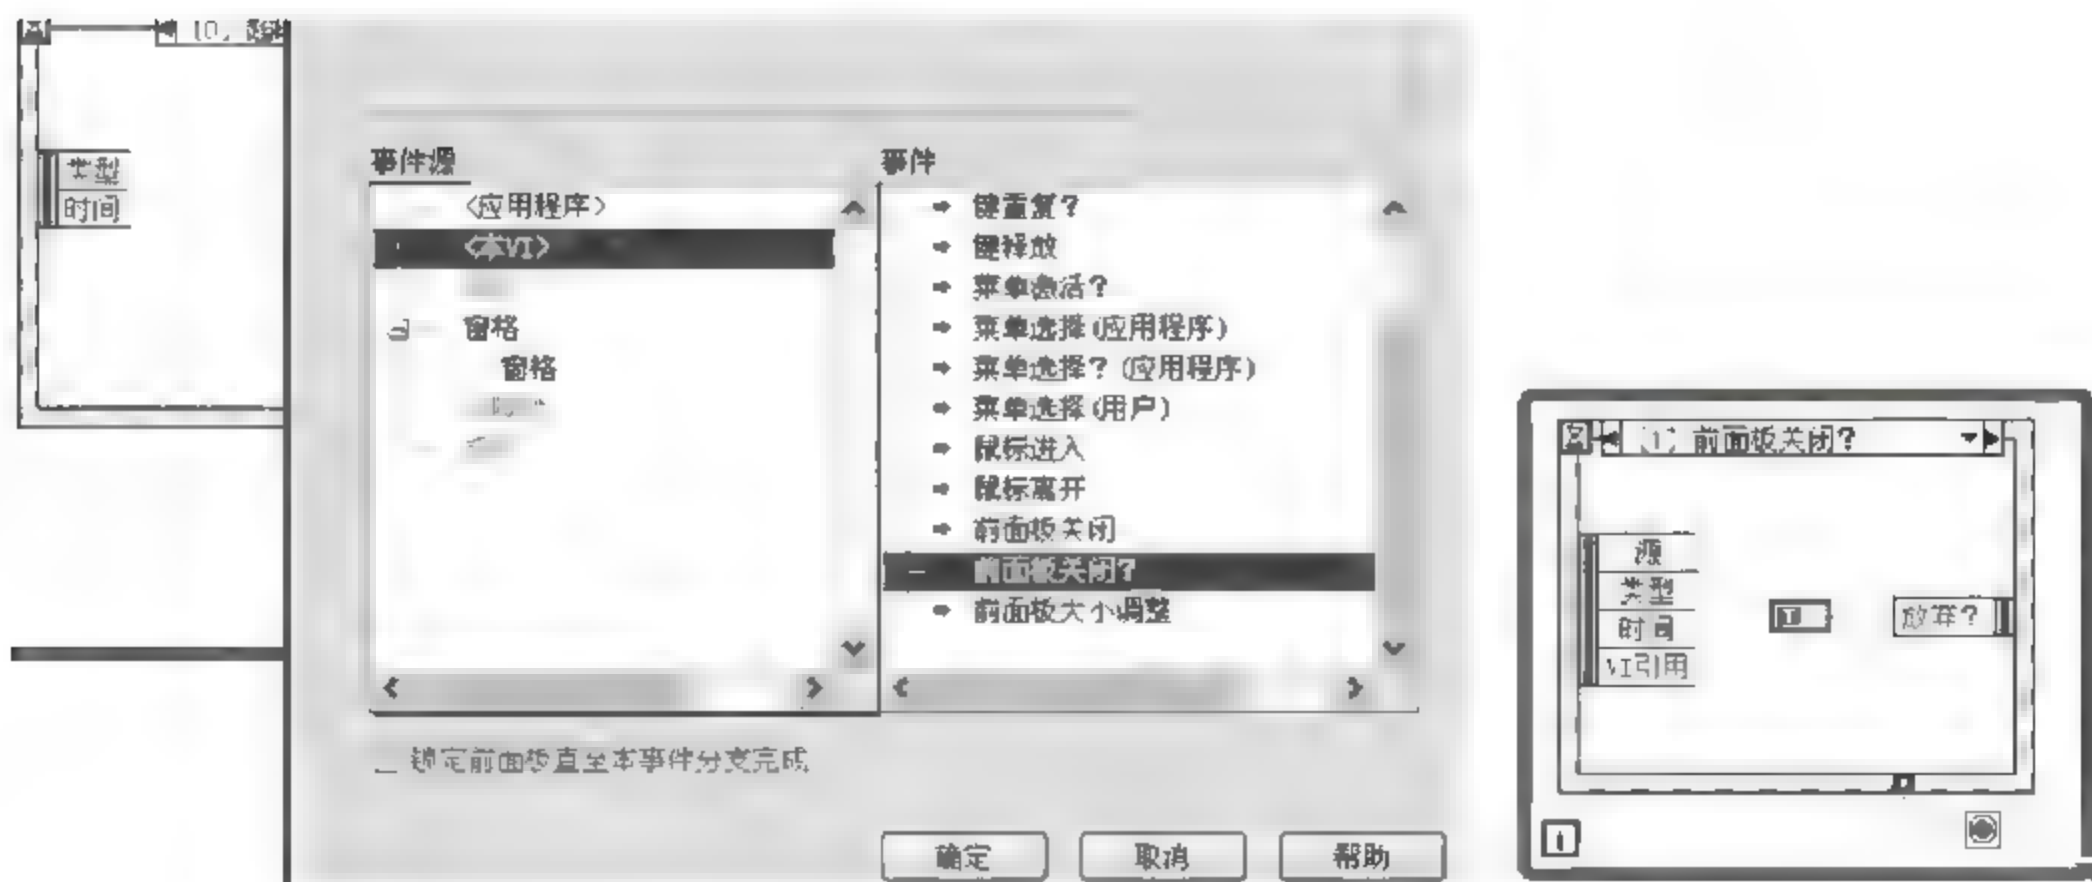 类型
时间
事件源
<应用程序>
<本VI>
窗格
窗格
事件
键重复?
键释放
菜单激活?
菜单选择(应用程序)
菜单选择?(应用程序)
菜单选择(用户)
鼠标进入
鼠标离开
前面板关闭
前面板关闭?
前面板大小调整
锁定前面板直至本事件分支完成
确定
取消
帮助
[1] 前面板关闭?
源
类型
时间
VI引用
T
放弃?
i